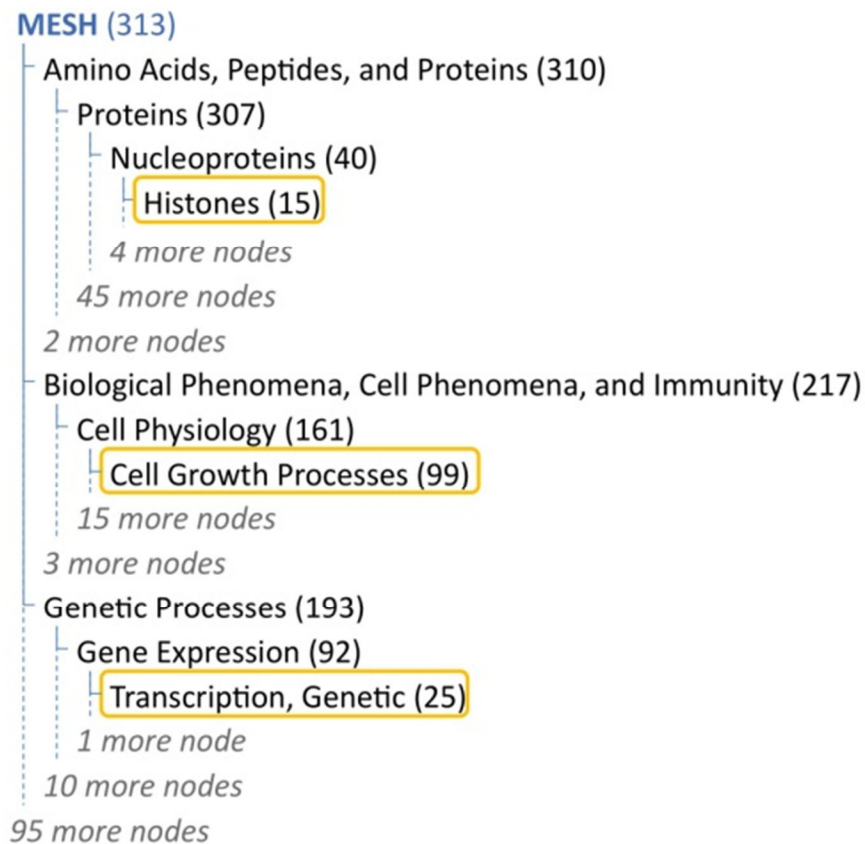 MESH (313)
Amino Acids, Peptides, and Proteins (310)
Proteins (307)
Nucleoproteins (40)
Histones (15)
4 more nodes
45 more nodes
2 more nodes
Biological Phenomena, Cell Phenomena, and Immunity (217)
Cell Physiology (161)
Cell Growth Processes (99)
15 more nodes
3 more nodes
Genetic Processes (193)
Gene Expression (92)
Transcription, Genetic (25)
1 more node
10 more nodes
95 more nodes